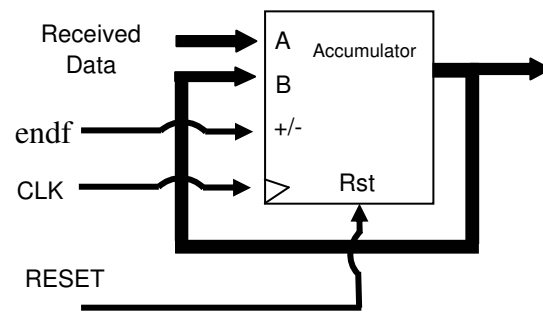 Received
Data
A
Accumulator
B
endf
+/-
CLK
Rst
RESET